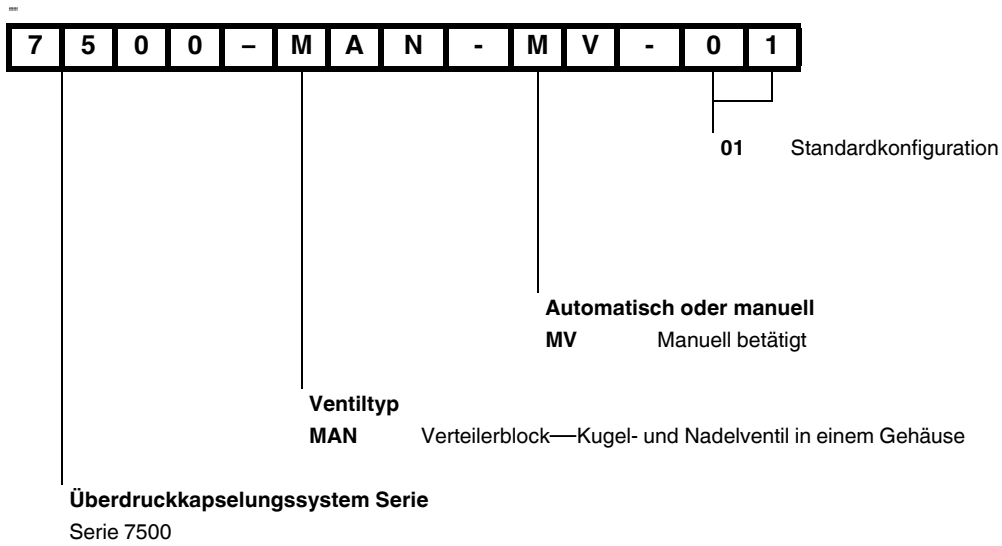 7500–MAN-MV-01
01 Standardkonfiguration
Automatisch oder manuell
MV Manuell betätigt
Ventiltyp
MAN Verteilerblock—Kugel- und Nadelventil in einem Gehäuse
Überdruckkapselungssystem Serie
Serie 7500